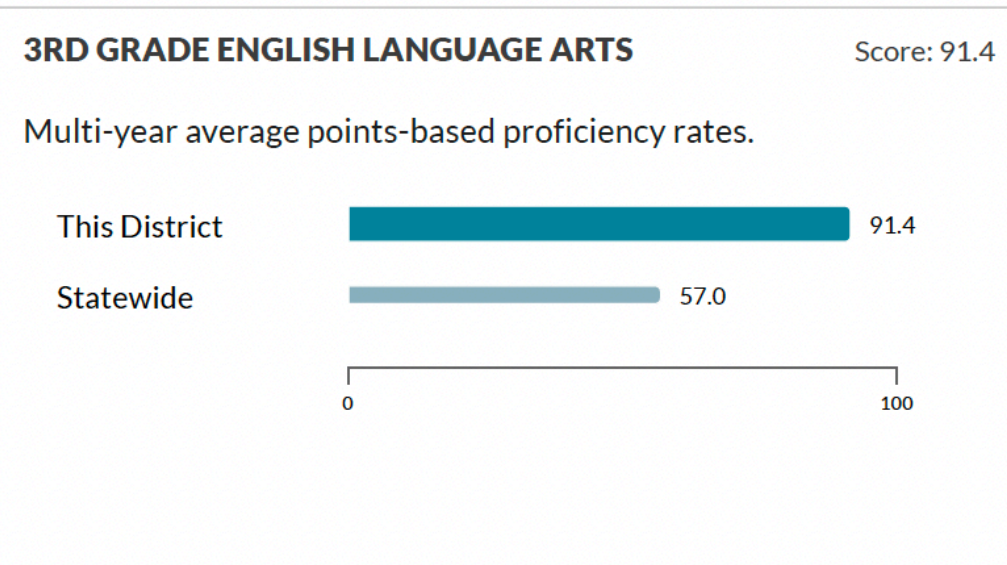 3RD GRADE ENGLISH LANGUAGE ARTS Score: 91.4
Multi-year average points-based proficiency rates.
This District 91.4
Statewide 57.0
0 100